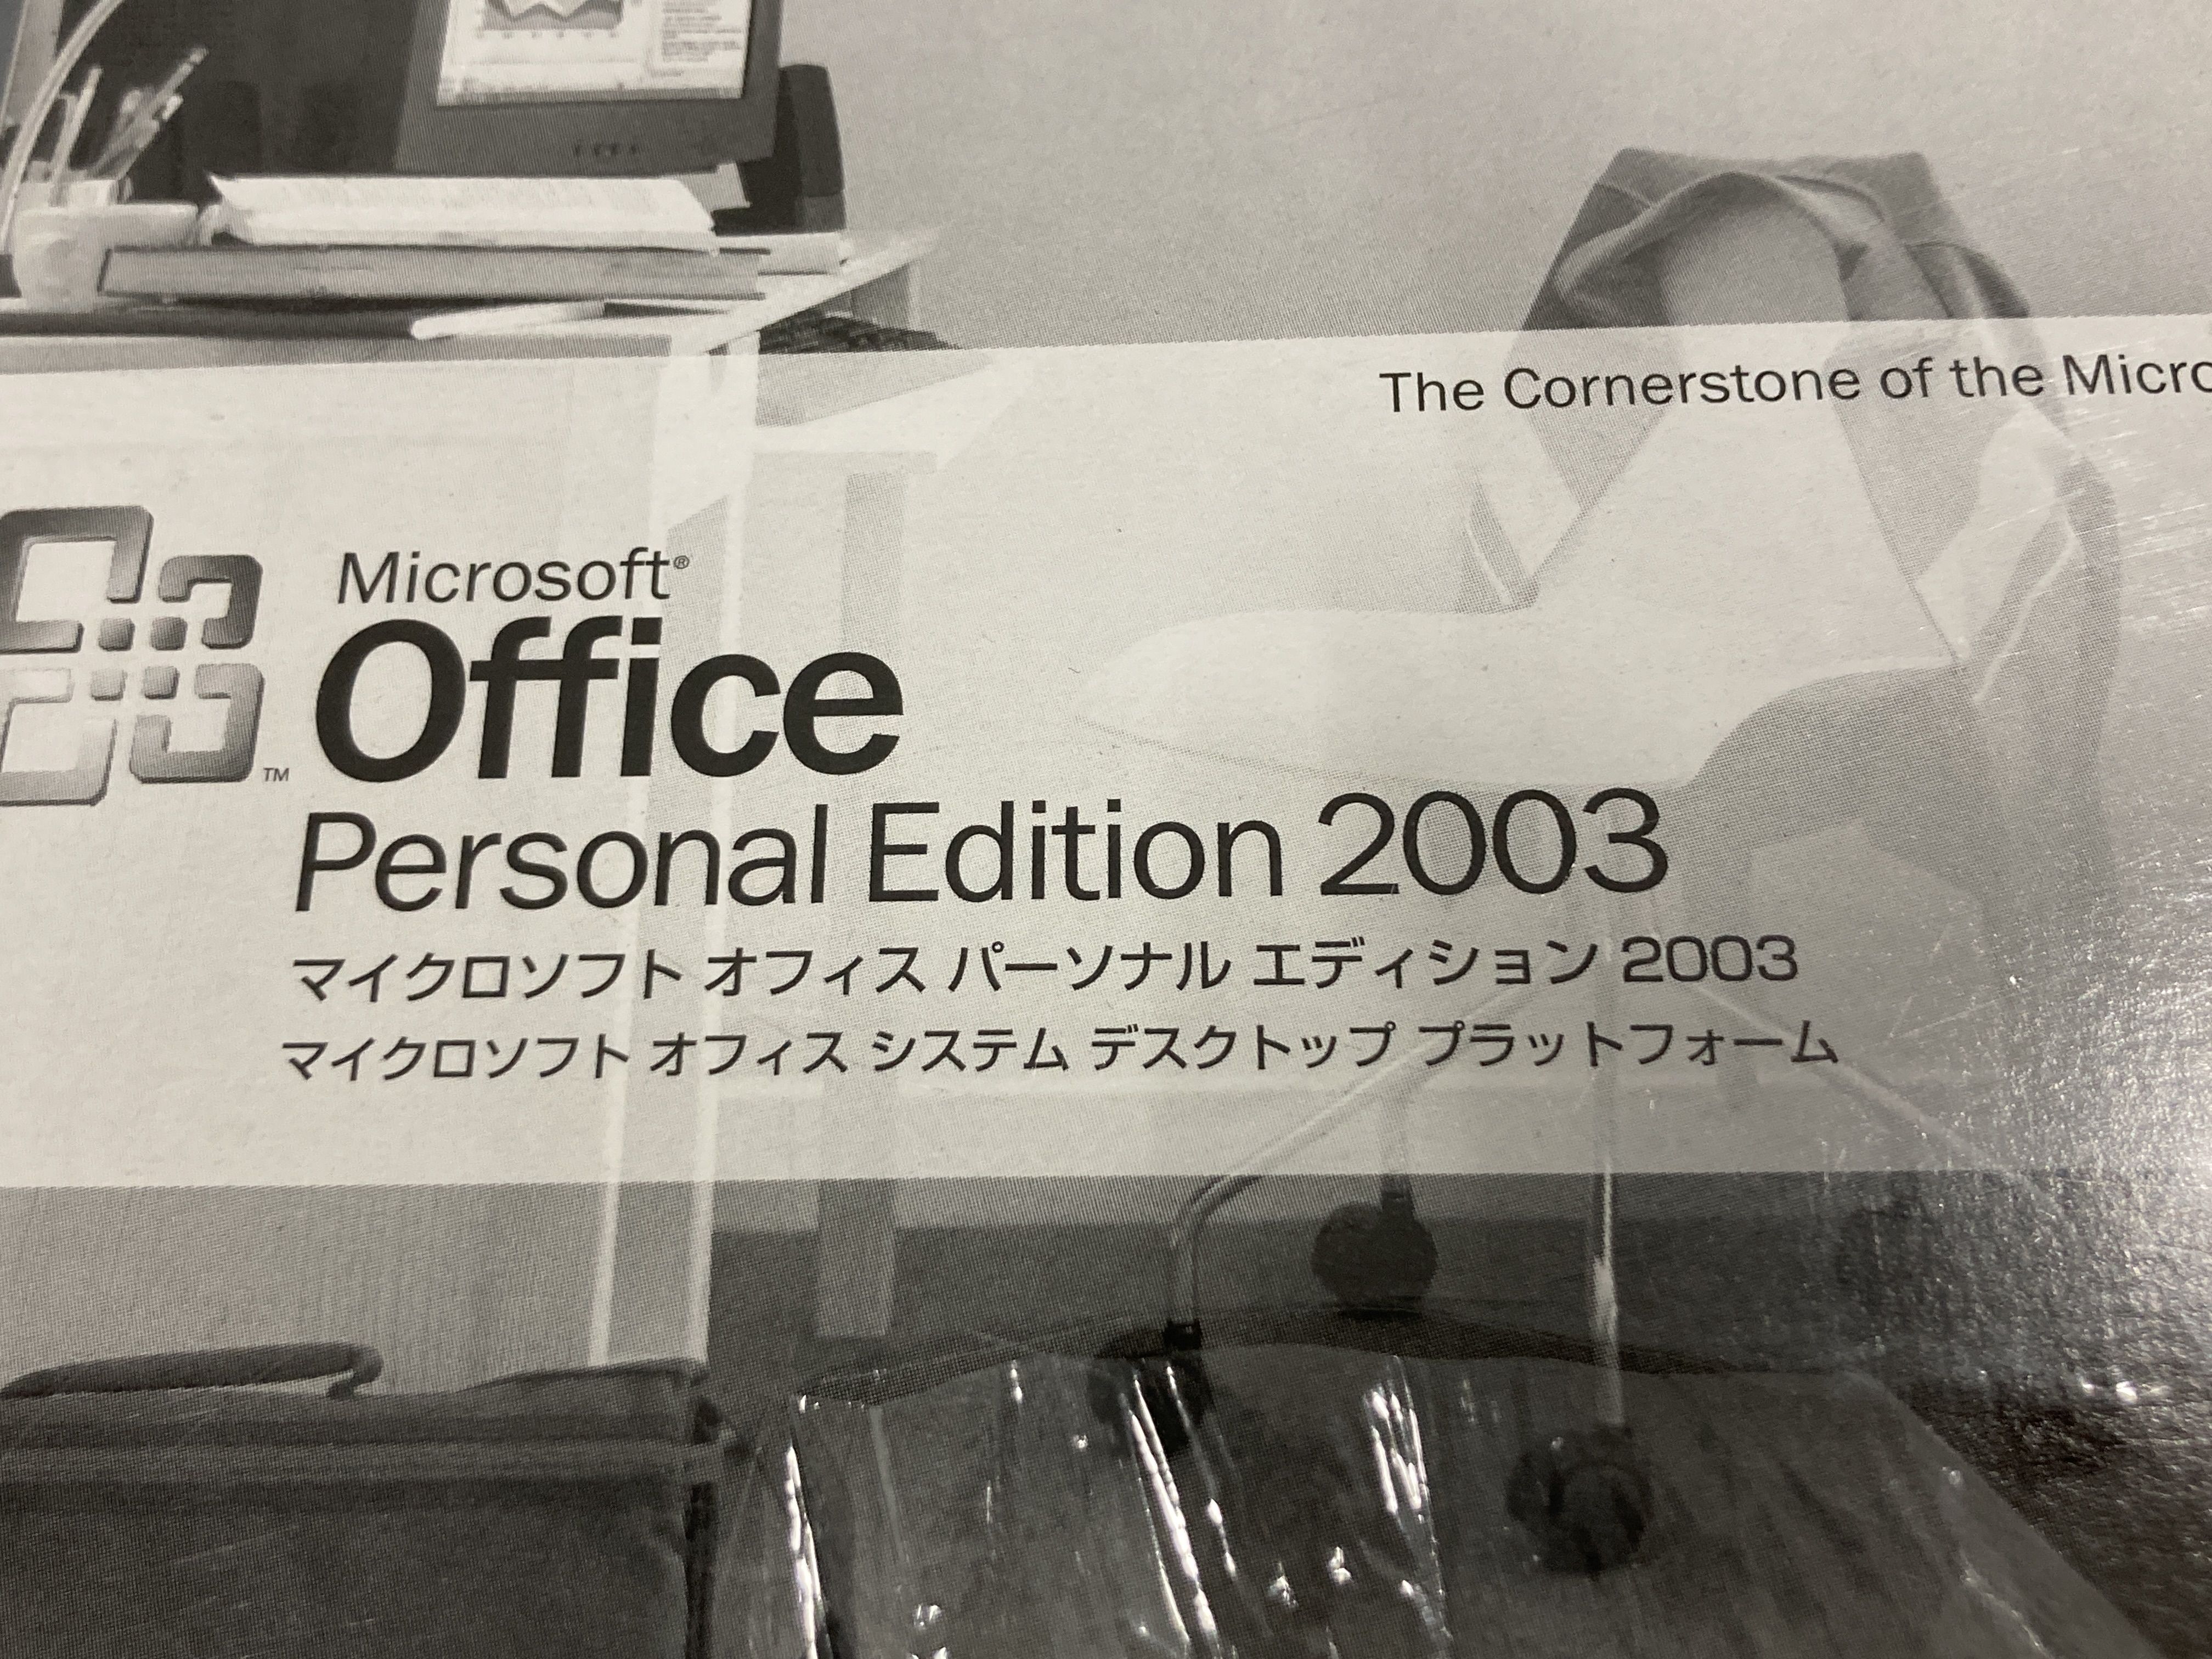 The Cornerstone of the Micro
Microsoft®
Office
™
Personal Edition 2003
マイクロソフト オフィス パーソナル エディション 2003
マイクロソフト オフィス システム デスクトップ プラットフォーム